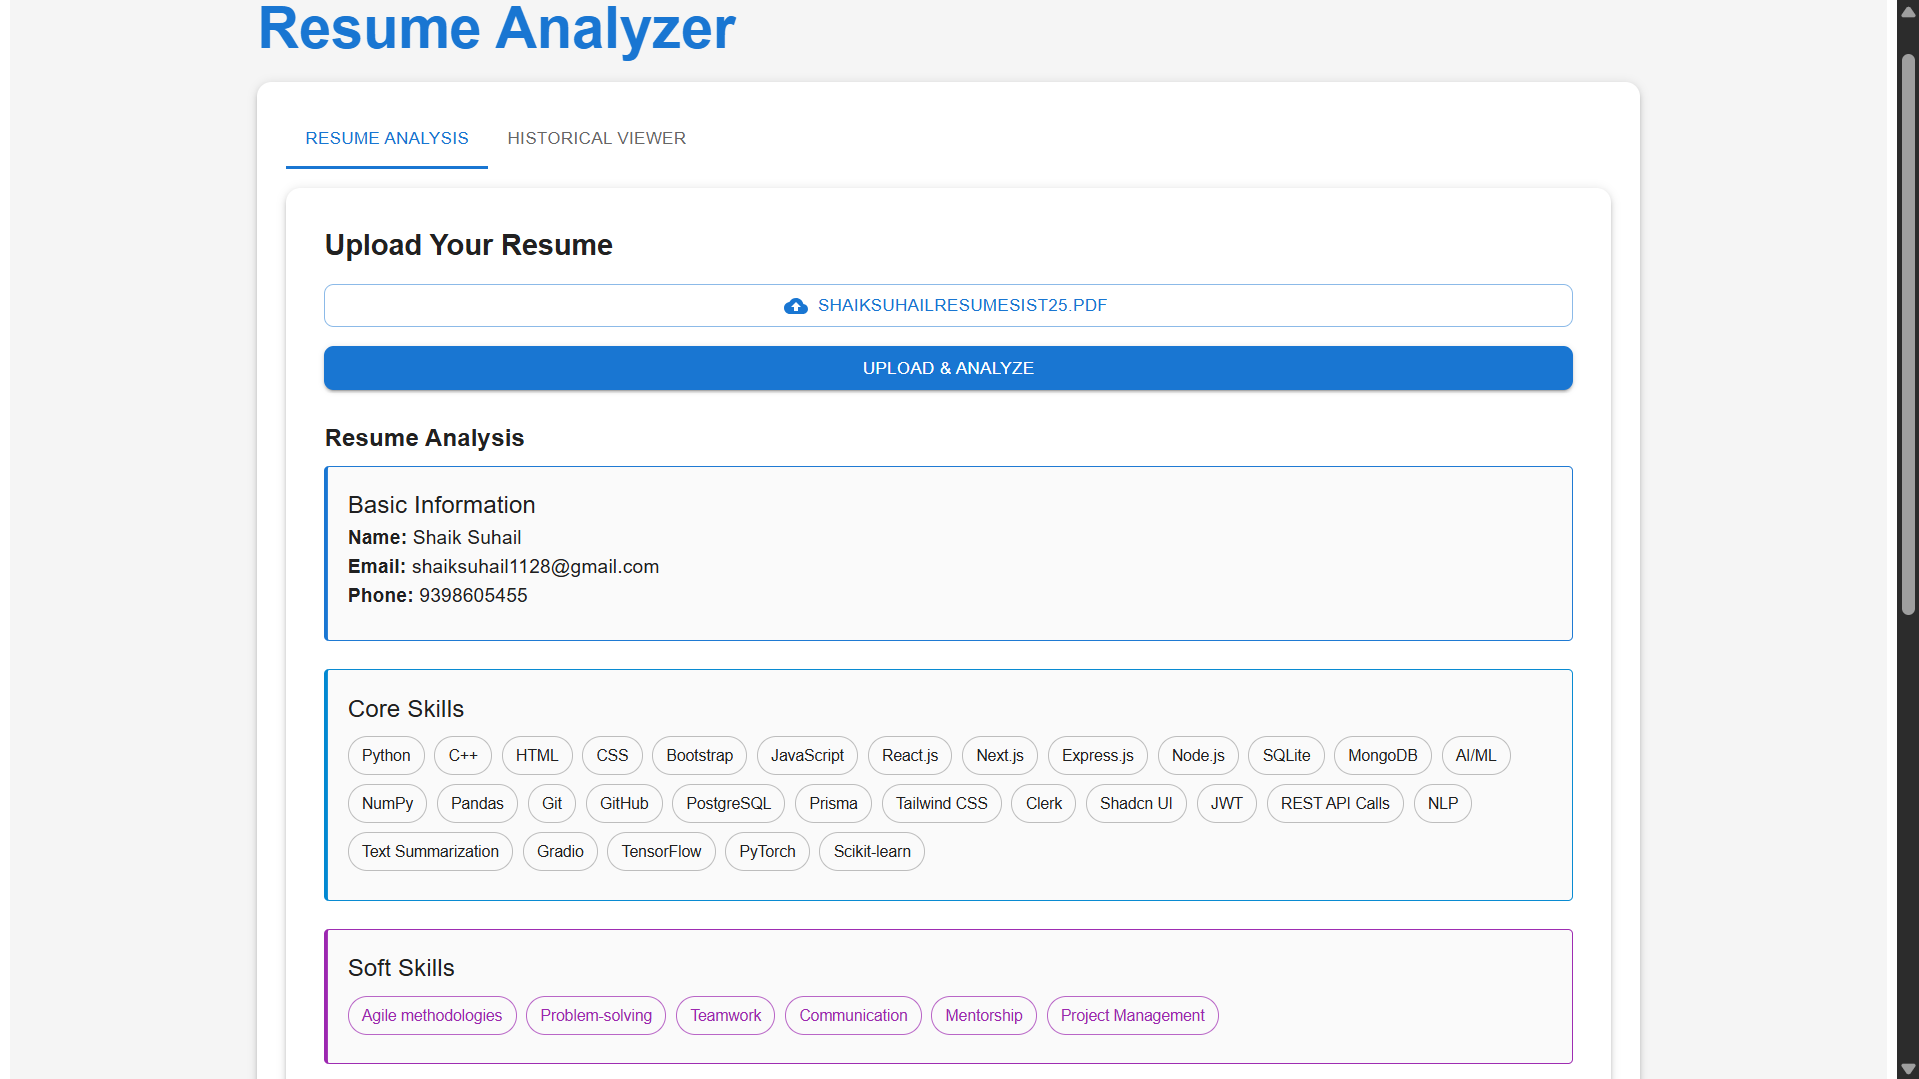 Resume Analyzer
RESUME ANALYSIS HISTORICAL VIEWER
Upload Your Resume
SHAIKSUHAILRESUMESIST25.PDF
UPLOAD & ANALYZE
Resume Analysis
Basic Information
Name: Shaik Suhail
Email: shaiksuhail1128@gmail.com
Phone: 9398605455
Core Skills
Python C++ HTML CSS Bootstrap JavaScript React.js Next.js Express.js Node.js SQLite MongoDB AI/ML
NumPy Pandas Git GitHub PostgreSQL Prisma Tailwind CSS Clerk Shadcn UI JWT REST API Calls NLP
Text Summarization Gradio TensorFlow PyTorch Scikit-learn
Soft Skills
Agile methodologies Problem-solving Teamwork Communication Mentorship Project Management